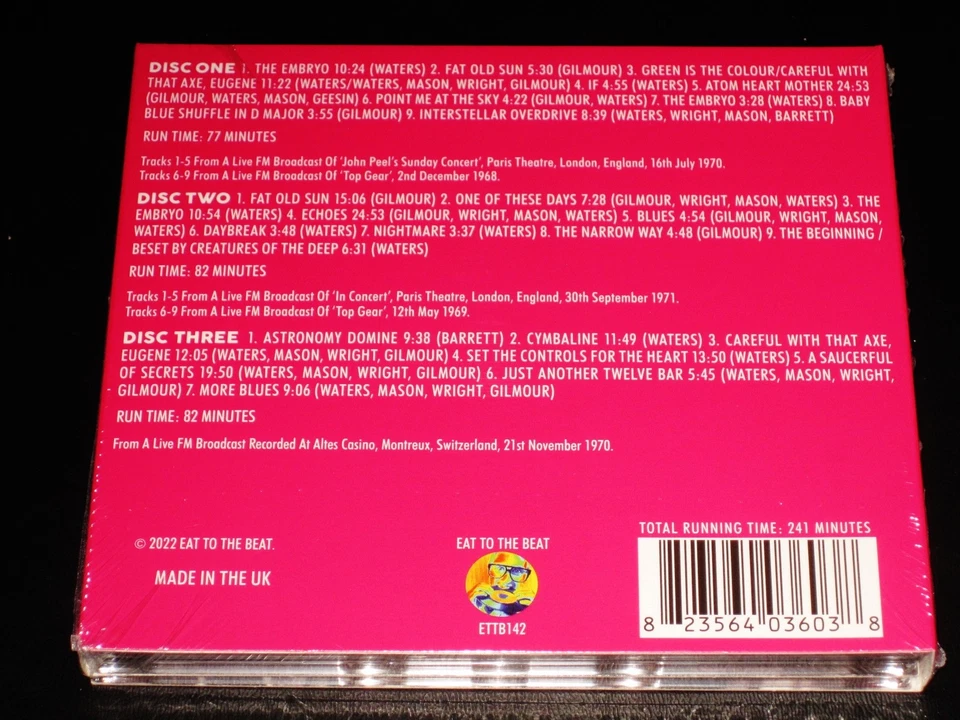 DISC ONE 1. THE EMBRYO 10:24 (WATERS) 2. FAT OLD SUN 5:30 (GILMOUR) 3. GREEN IS THE COLOUR/CAREFUL WITH
THAT AXE, EUGENE 11:22 (WATERS/WATERS, MASON, WRIGHT, GILMOUR) 4. IF 4:55 (WATERS) 5. ATOM HEART MOTHER 24:53
(GILMOUR, WATERS, MASON, GEESIN) 6. POINT ME AT THE SKY 4:22 (GILMOUR, WATERS) 7. THE EMBRYO 3:28 (WATERS) 8. BABY
BLUE SHUFFLE IN D MAJOR 3:55 (GILMOUR) 9. INTERSTELLAR OVERDRIVE 8:39 (WATERS, WRIGHT, MASON, BARRETT)
RUN TIME: 77 MINUTES
Tracks 1-5 From A Live FM Broadcast Of 'John Peel's Sunday Concert', Paris Theatre, London, England, 16th July 1970.
Tracks 6-9 From A Live FM Broadcast Of 'Top Gear', 2nd December 1968.
DISC TWO 1. FAT OLD SUN 15:06 (GILMOUR) 2. ONE OF THESE DAYS 7:28 (GILMOUR, WRIGHT, MASON, WATERS) 3. THE
EMBRYO 10:54 (WATERS) 4. ECHOES 24:53 (GILMOUR, WRIGHT, MASON, WATERS) 5. BLUES 4:54 (GILMOUR, WRIGHT, MASON,
WATERS) 6. DAYBREAK 3:48 (WATERS) 7. NIGHTMARE 3:37 (WATERS) 8. THE NARROW WAY 4:48 (GILMOUR) 9. THE BEGINNING /
BESET BY CREATURES OF THE DEEP 6:31 (WATERS)
RUN TIME: 82 MINUTES
Tracks 1-5 From A Live FM Broadcast Of 'In Concert', Paris Theatre, London, England, 30th September 1971.
Tracks 6-9 From A Live FM Broadcast Of 'Top Gear', 12th May 1969.
DISC THREE 1. ASTRONOMY DOMINE 9:38 (BARRETT) 2. CYMBALINE 11:49 (WATERS) 3. CAREFUL WITH THAT AXE,
EUGENE 12:05 (WATERS, MASON, WRIGHT, GILMOUR) 4. SET THE CONTROLS FOR THE HEART 13:50 (WATERS) 5. A SAUCERFUL
OF SECRETS 19:50 (WATERS, MASON, WRIGHT, GILMOUR) 6. JUST ANOTHER TWELVE BAR 5:45 (WATERS, MASON, WRIGHT,
GILMOUR) 7. MORE BLUES 9:06 (WATERS, MASON, WRIGHT, GILMOUR)
RUN TIME: 82 MINUTES
From A Live FM Broadcast Recorded At Altes Casino, Montreux, Switzerland, 21st November 1970.
TOTAL RUNNING TIME: 241 MINUTES
© 2022 EAT TO THE BEAT.
MADE IN THE UK
EAT TO THE BEAT
ETTB142
8 23564 03603 8